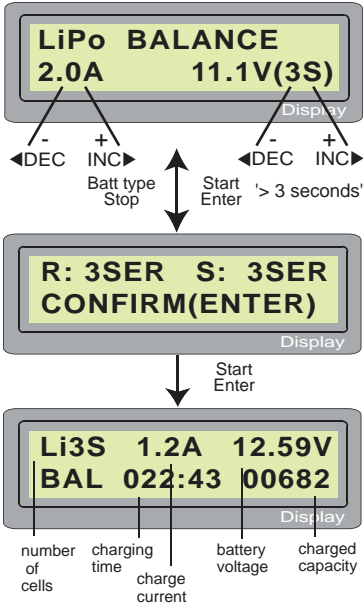 LiPo BALANCE
2.0A 11.1V(3S)
Display
- + - +
◀DEC INC▶ ◀DEC INC▶
Batt type
Stop
Start
Enter
'> 3 seconds'
R: 3SER S: 3SER
CONFIRM(ENTER)
Display
Start
Enter
Li3S 1.2A 12.59V
BAL 022:43 00682
Display
number
of
cells
charging
time
charge
current
battery
voltage
charged
capacity